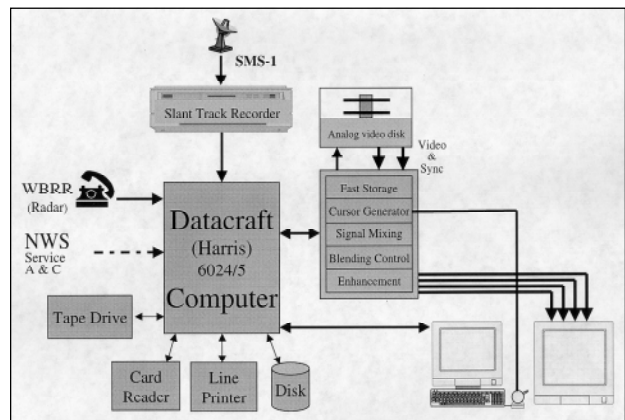 SMS-1
Slant Track Recorder
Analog video disk
Video
&
Sync
WBRR
(Radar)
NWS
Service
A & C
Datacraft
(Harris)
6024/5
Computer
Fast Storage
Cursor Generator
Signal Mixing
Blending Control
Enhancement
Tape Drive
Card
Reader
Line
Printer
Disk